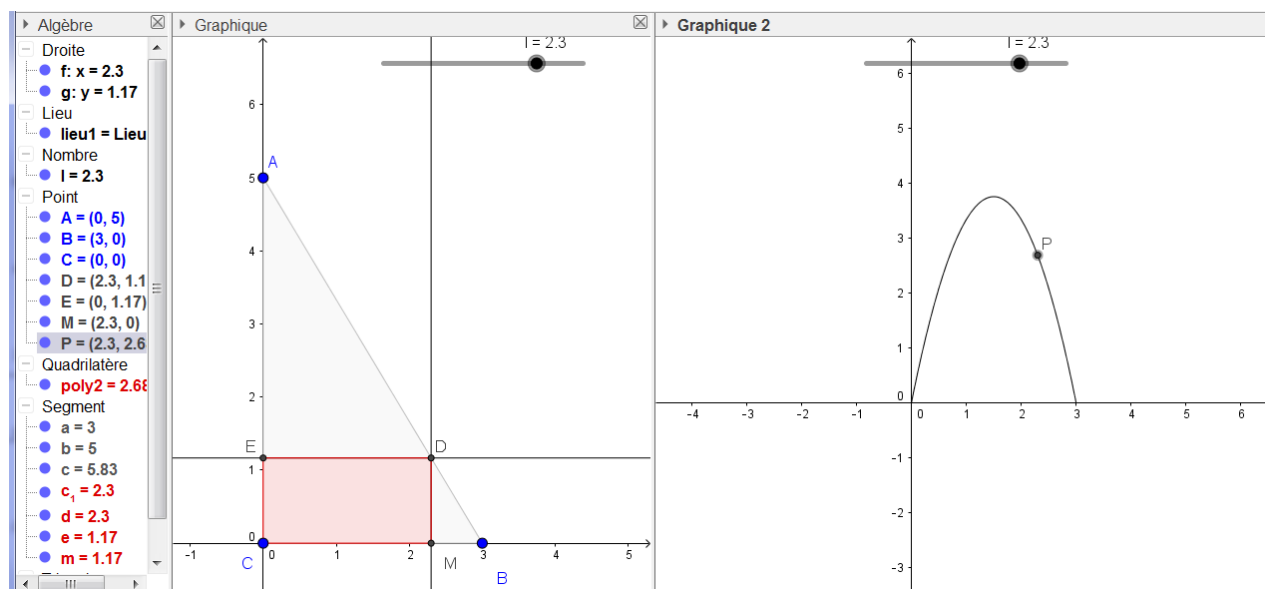 Algèbre
Droite
f: x = 2.3
g: y = 1.17
Lieu
lieu1 = Lieu
Nombre
l = 2.3
Point
A = (0, 5)
B = (3, 0)
C = (0, 0)
D = (2.3, 1.1
E = (0, 1.17)
M = (2.3, 0)
P = (2.3, 2.6
Quadrilatère
poly2 = 2.68
Segment
a = 3
b = 5
c = 5.83
c₁ = 2.3
d = 2.3
e = 1.17
m = 1.17
Graphique
l = 2.3
6
A
5
4
3
2
E D
1
0
-1 0 1 2 3 4 5
C M B
Graphique 2
l = 2.3
6
5
4
3
P
2
1
0
-4 -3 -2 -1 0 1 2 3 4 5 6
-1
-2
-3